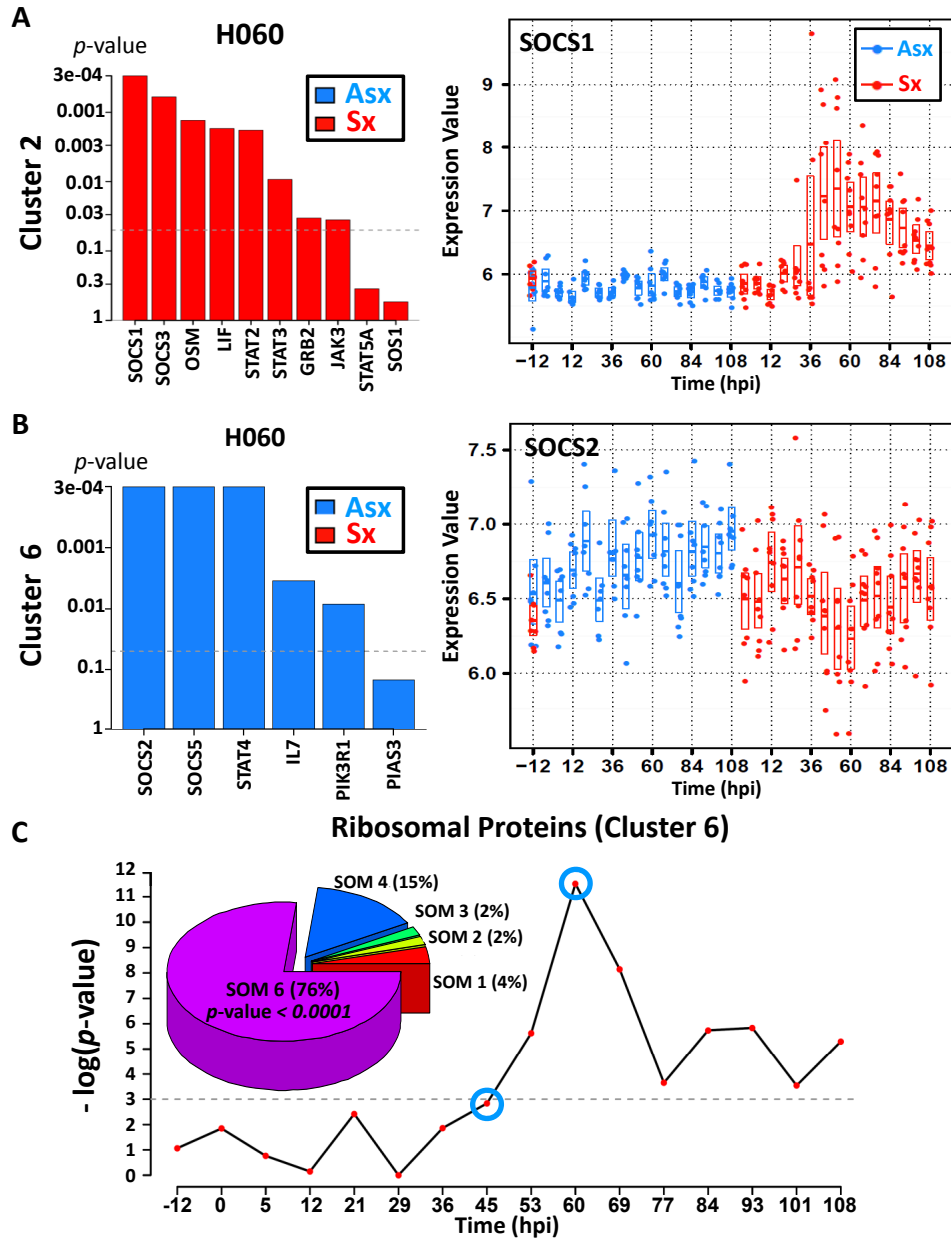 A
H060
p-value
Cluster 2
3e-04
0.001
0.003
0.01
0.03
0.1
0.3
1
Asx
Sx
SOCS1
SOCS3
OSM
LIF
STAT2
STAT3
GRB2
JAK3
STAT5A
SOS1
SOCS1
Asx
Sx
Expression Value
9
8
7
6
−12 12 36 60 84 108 12 36 60 84 108
Time (hpi)
B
H060
p-value
Cluster 6
3e-04
0.001
0.01
0.1
1
Asx
Sx
SOCS2
SOCS5
STAT4
IL7
PIK3R1
PIAS3
SOCS2
Expression Value
7.5
7.0
6.5
6.0
−12 12 36 60 84 108 12 36 60 84 108
Time (hpi)
C
Ribosomal Proteins (Cluster 6)
- log(p-value)
12
11
10
9
8
7
6
5
4
3
2
1
0
SOM 4 (15%)
SOM 3 (2%)
SOM 2 (2%)
SOM 1 (4%)
SOM 6 (76%)
p-value < 0.0001
-12 0 5 12 21 29 36 45 53 60 69 77 84 93 101 108
Time (hpi)